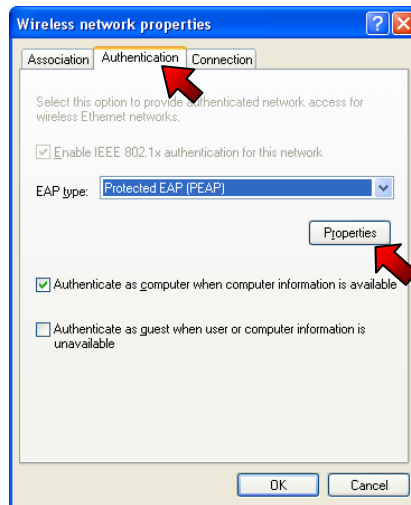 Wireless network properties
Association Authentication Connection
Select this option to provide authenticated network access for
wireless Ethernet networks.
Enable IEEE 802.1x authentication for this network
EAP type: Protected EAP (PEAP)
Properties
Authenticate as computer when computer information is available
Authenticate as guest when user or computer information is
unavailable
OK Cancel